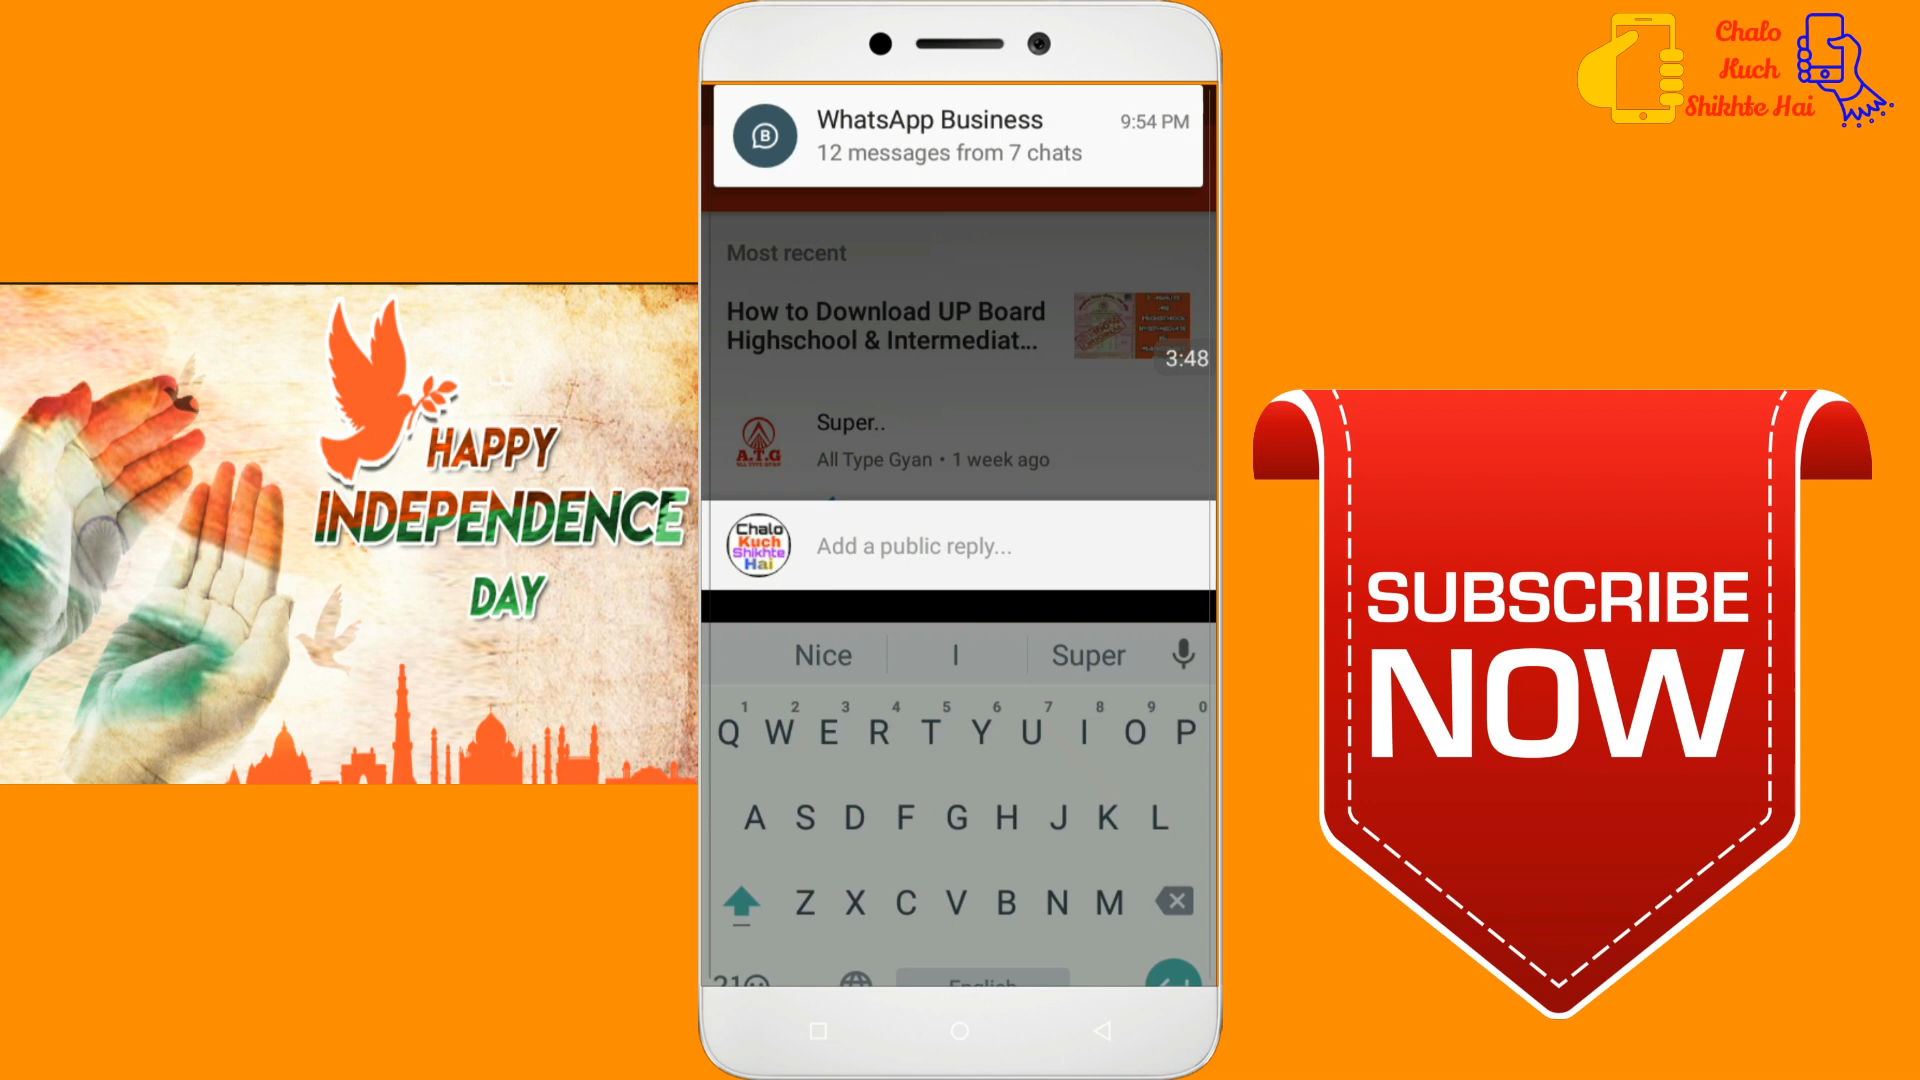 Chalo
Kuch
Shikhte Hai
WhatsApp Business
9:54 PM
12 messages from 7 chats
Most recent
How to Download UP Board
Highschool & Intermediat...
3:48
Super..
A.T.G
All Type Gyan • 1 week ago
Chalo
Kuch
Shikhte
Hai
Add a public reply...
Nice I Super
1 2 3 4 5 6 7 8 9 0
Q W E R T Y U I O P
A S D F G H J K L
Z X C V B N M
English
HAPPY
INDEPENDENCE
DAY
SUBSCRIBE
NOW